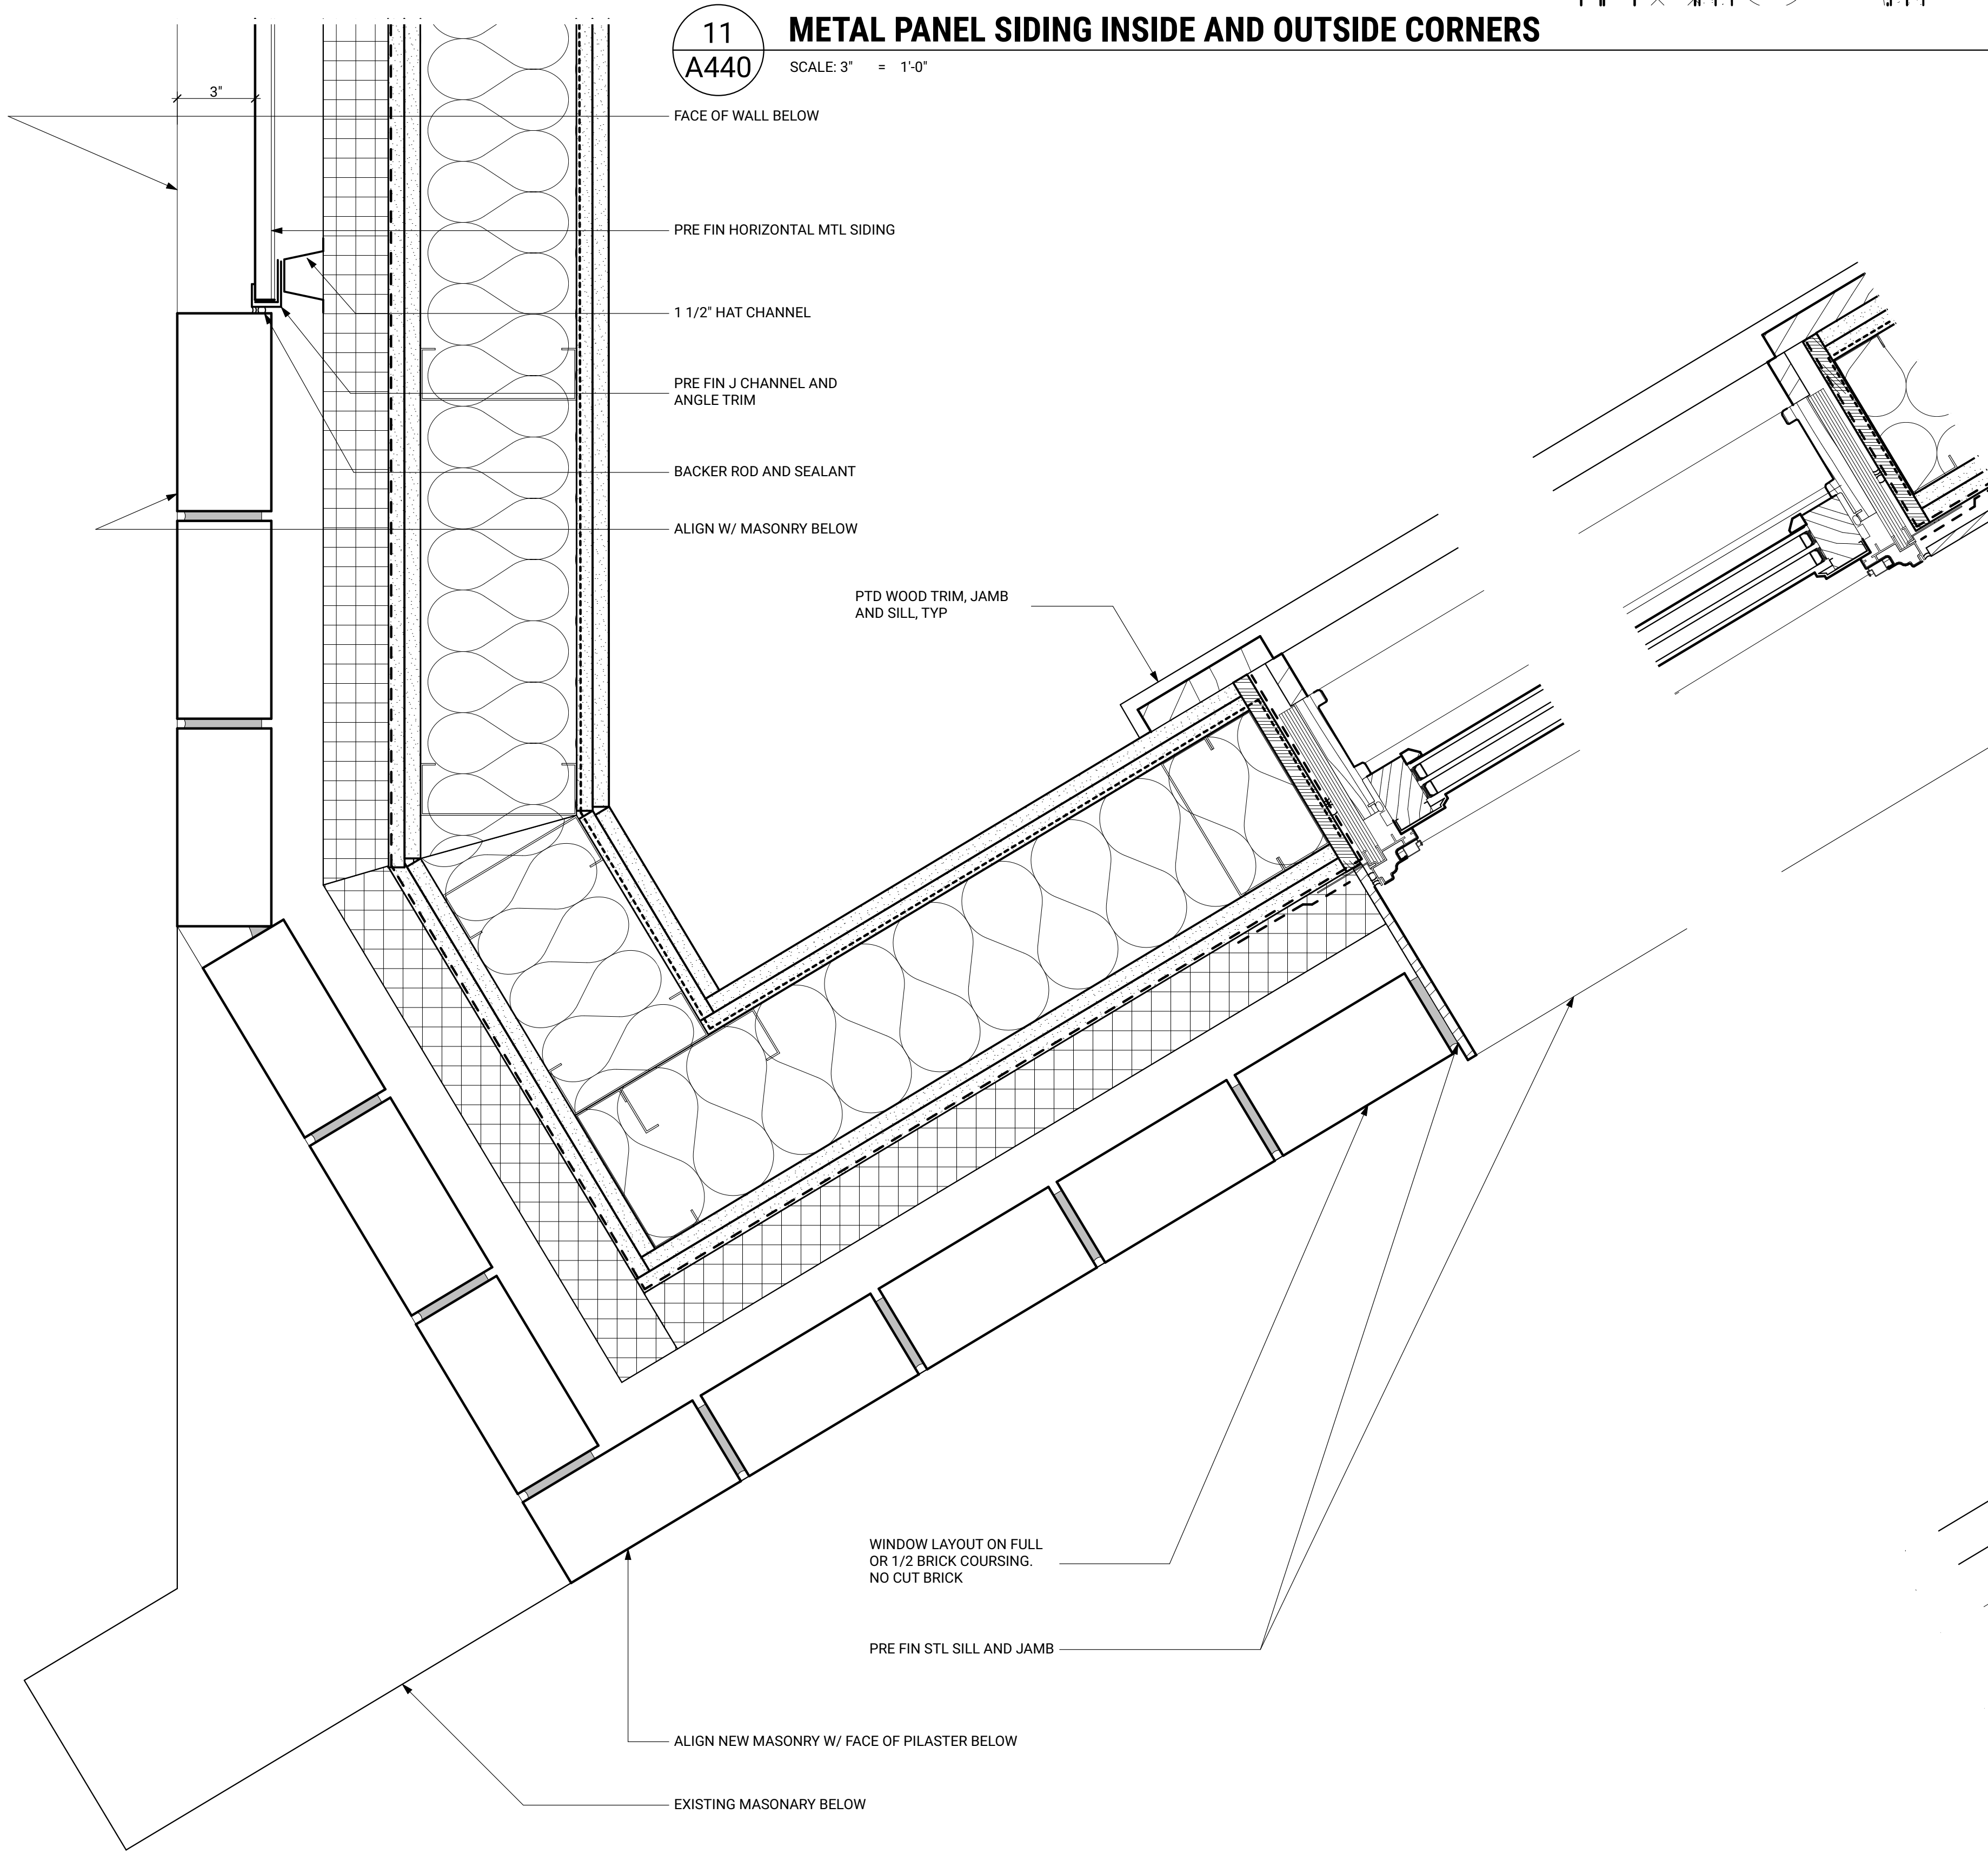 11
A440
METAL PANEL SIDING INSIDE AND OUTSIDE CORNERS
SCALE: 3" = 1'-0"
3"
FACE OF WALL BELOW
PRE FIN HORIZONTAL MTL SIDING
1 1/2" HAT CHANNEL
PRE FIN J CHANNEL AND
ANGLE TRIM
BACKER ROD AND SEALANT
ALIGN W/ MASONRY BELOW
PTD WOOD TRIM, JAMB
AND SILL, TYP
WINDOW LAYOUT ON FULL
OR 1/2 BRICK COURSING.
NO CUT BRICK
PRE FIN STL SILL AND JAMB
ALIGN NEW MASONRY W/ FACE OF PILASTER BELOW
EXISTING MASONARY BELOW